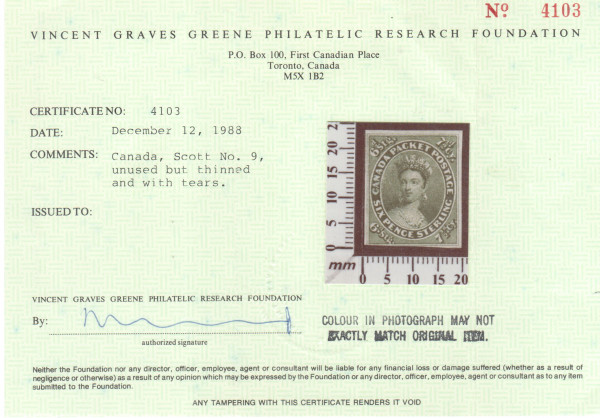 Nº 4103
VINCENT GRAVES GREENE PHILATELIC RESEARCH FOUNDATION
P.O. Box 100, First Canadian Place
Toronto, Canada
M5X 1B2
CERTIFICATE NO: 4103
DATE: December 12, 1988
COMMENTS: Canada, Scott No. 9,
unused but thinned
and with tears.
ISSUED TO:
CANADA PACKET POSTAGE
SIX PENCE STERLING
0 5 10 15 20 2
mm 0 5 10 15 20
VINCENT GRAVES GREENE PHILATELIC RESEARCH FOUNDATION
By:
authorized signature
COLOUR IN PHOTOGRAPH MAY NOT
EXACTLY MATCH ORIGINAL ITEM.
Neither the Foundation nor any director, officer, employee, agent or consultant will be liable for any financial loss or damage suffered (whether as a result of
negligence or otherwise) as a result of any opinion which may be expressed by the Foundation or any director, officer, employee, agent or consultant as to any item
submitted to the Foundation.
ANY TAMPERING WITH THIS CERTIFICATE RENDERS IT VOID